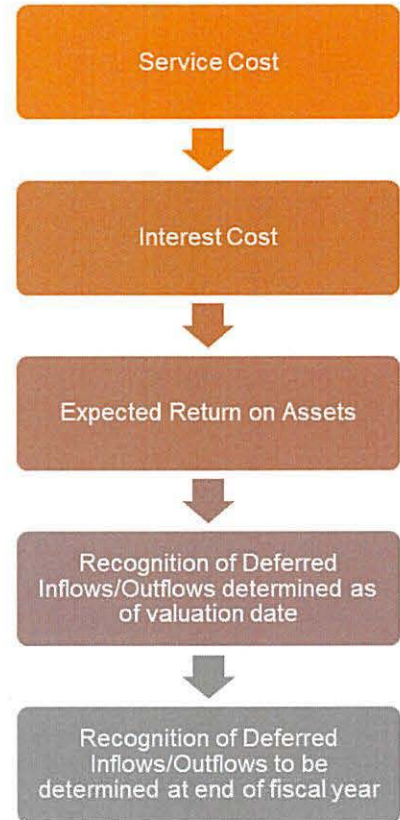 Service Cost
Interest Cost
Expected Return on Assets
Recognition of Deferred
Inflows/Outflows determined as
of valuation date
Recognition of Deferred
Inflows/Outflows to be
determined at end of fiscal year